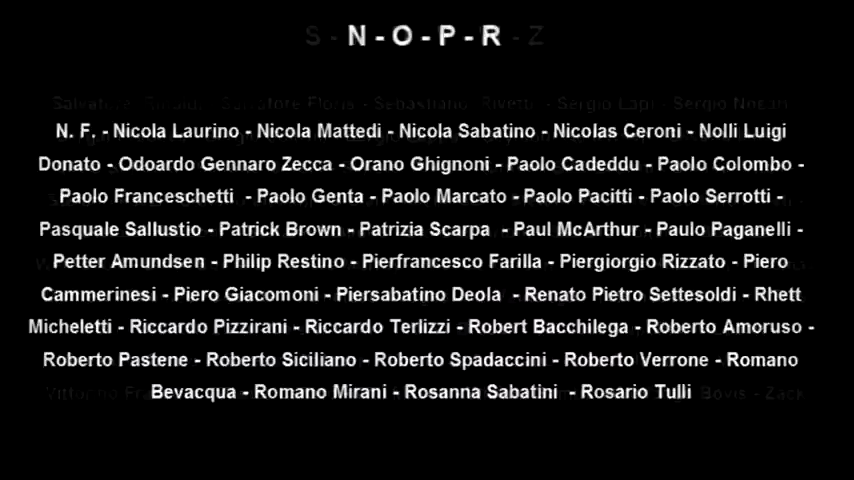 N - O - P - R
N. F. - Nicola Laurino - Nicola Mattedi - Nicola Sabatino - Nicolas Ceroni - Nolli Luigi
Donato - Odoardo Gennaro Zecca - Orano Ghignoni - Paolo Cadeddu - Paolo Colombo -
Paolo Franceschetti - Paolo Genta - Paolo Marcato - Paolo Pacitti - Paolo Serrotti -
Pasquale Sallustio - Patrick Brown - Patrizia Scarpa - Paul McArthur - Paulo Paganelli -
Petter Amundsen - Philip Restino - Pierfrancesco Farilla - Piergiorgio Rizzato - Piero
Cammerinesi - Piero Giacomoni - Piersabatino Deola - Renato Pietro Settesoldi - Rhett
Micheletti - Riccardo Pizzirani - Riccardo Terlizzi - Robert Bacchilega - Roberto Amoruso -
Roberto Pastene - Roberto Siciliano - Roberto Spadaccini - Roberto Verrone - Romano
Bevacqua - Romano Mirani - Rosanna Sabatini - Rosario Tulli